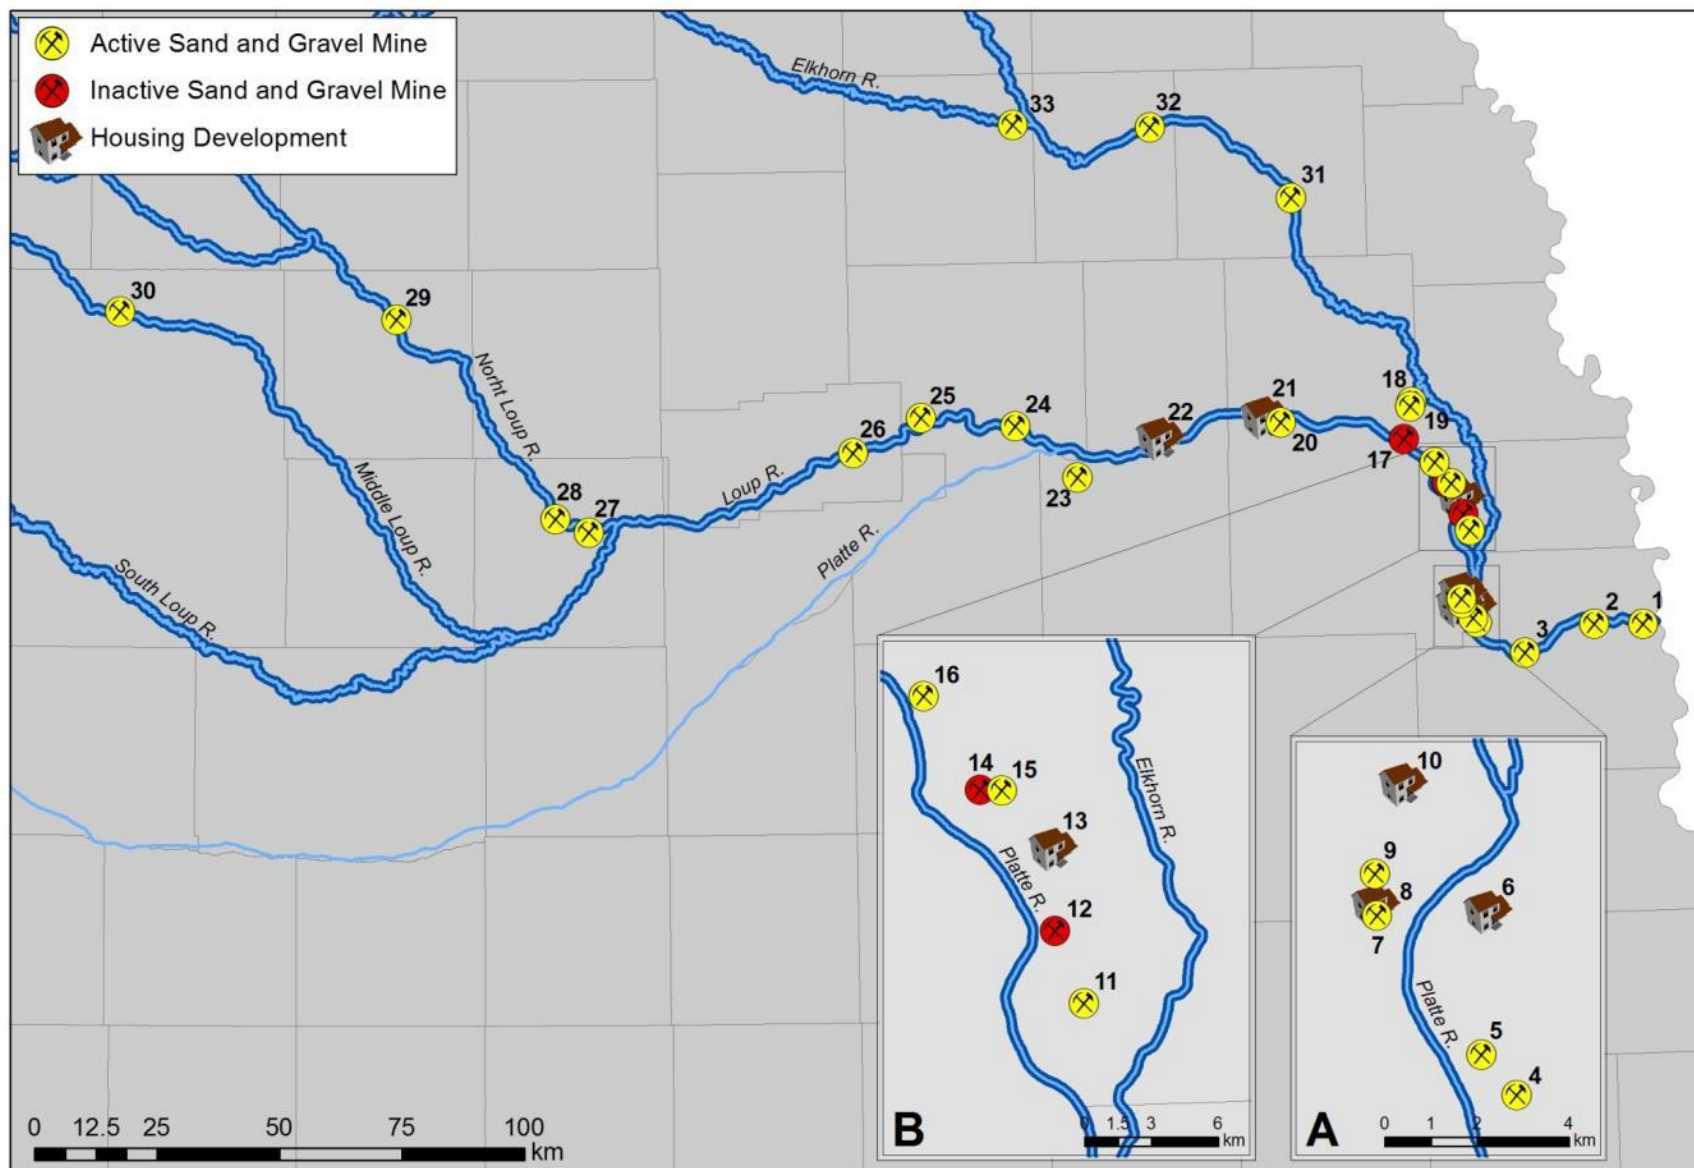 Active Sand and Gravel Mine
Inactive Sand and Gravel Mine
Housing Development
Elkhorn R.
33
32
31
30
29
Norht Loup R.
18
21
25
24
22
19
26
20
17
Middle Loup R.
Loup R.
23
28
27
Platte R.
South Loup R.
2
1
3
16
14
15
13
Elkhorn R.
Platte R.
12
11
B
0 1.5 3 6
km
10
9
8
6
7
Platte R.
5
4
A
0 1 2 4
km
0 12.5 25 50 75 100
km